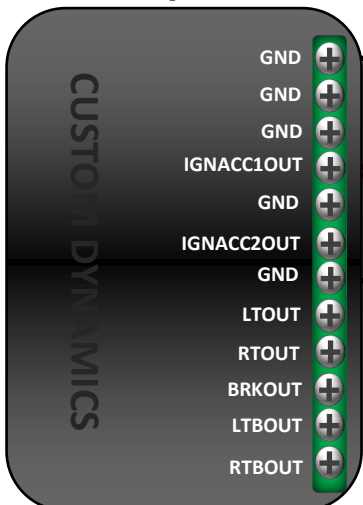 CUSTOM DYNAMICS
GND
GND
GND
IGNACC1OUT
GND
IGNACC2OUT
GND
LTOUT
RTOUT
BRKOUT
LTBOUT
RTBOUT